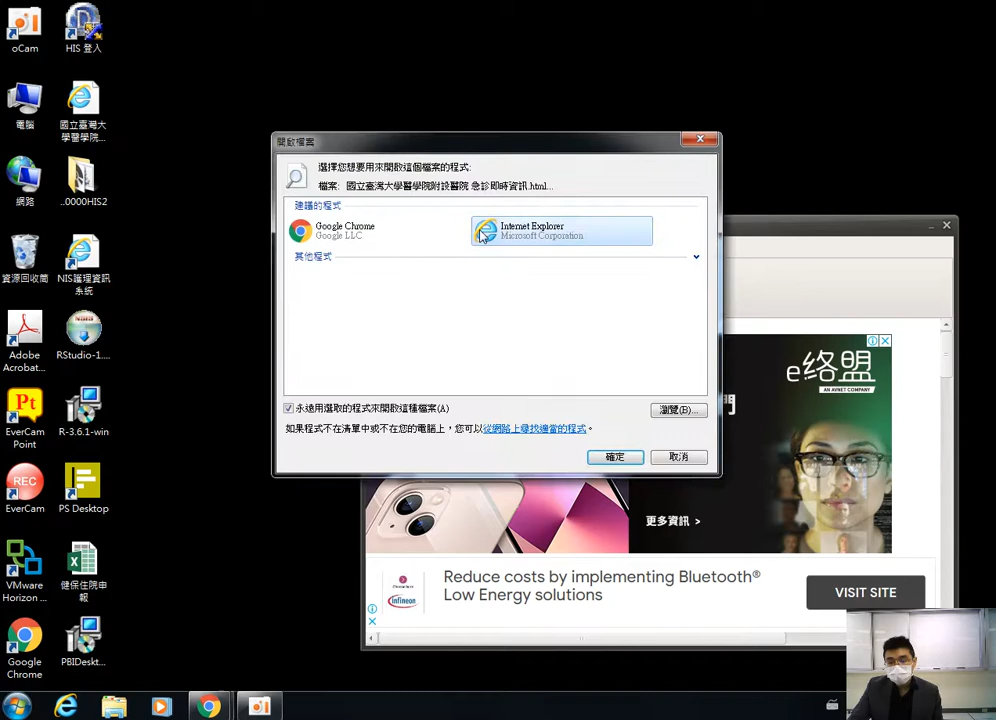 oCam
HIS 登入
電腦
國立臺灣大
學醫學院...
網路
..0000HIS2
資源回收筒
NIS護理資訊
系統
Adobe
Acrobat...
RStudio-1....
Pt
EverCam
Point
R-3.6.1-win
REC
EverCam
PS Desktop
VMware
Horizon ...
健保住院申
報
Google
Chrome
PBIDeskt...
開啟檔案
選擇您想要用來開啟這個檔案的程式:
檔案: 國立臺灣大學醫學院附設醫院 急診即時資訊.html...
建議的程式
Google Chrome
Google LLC
Internet Explorer
Microsoft Corporation
其他程式
永遠用選取的程式來開啟這種檔案(A)
瀏覽(B)...
如果程式不在清單中或不在您的電腦上，您可以從網路上尋找適當的程式。
確定
取消
e络盟
AN AVNET COMPANY
門
更多資訊 >
Reduce costs by implementing Bluetooth®
Low Energy solutions
infineon
VISIT SITE